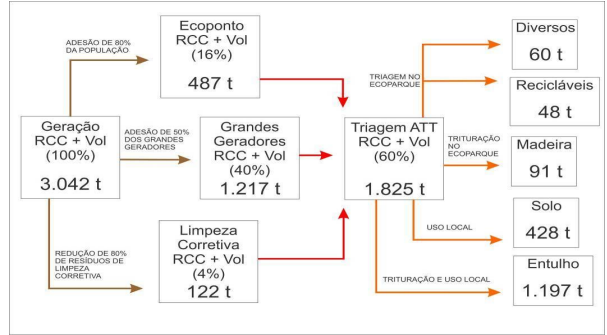 ADESÃO DE 80%
DA POPULAÇÃO
Ecoponto
RCC + Vol
(16%)
487 t
Geração
RCC + Vol
(100%)
3.042 t
ADESÃO DE 50%
DOS GRANDES
GERADORES
Grandes
Geradores
RCC + Vol
(40%)
1.217 t
REDUÇÃO DE 80%
DE RESÍDUOS DE
LIMPEZA
CORRETIVA
Limpeza
Corretiva
RCC + Vol
(4%)
122 t
Triagem ATT
RCC + Vol
(60%)
1.825 t
TRIAGEM NO
ECOPARQUE
Diversos
60 t
Recicláveis
48 t
TRITURAÇÃO
NO
ECOPARQUE
Madeira
91 t
USO LOCAL
Solo
428 t
TRITURAÇÃO E USO LOCAL
Entulho
1.197 t